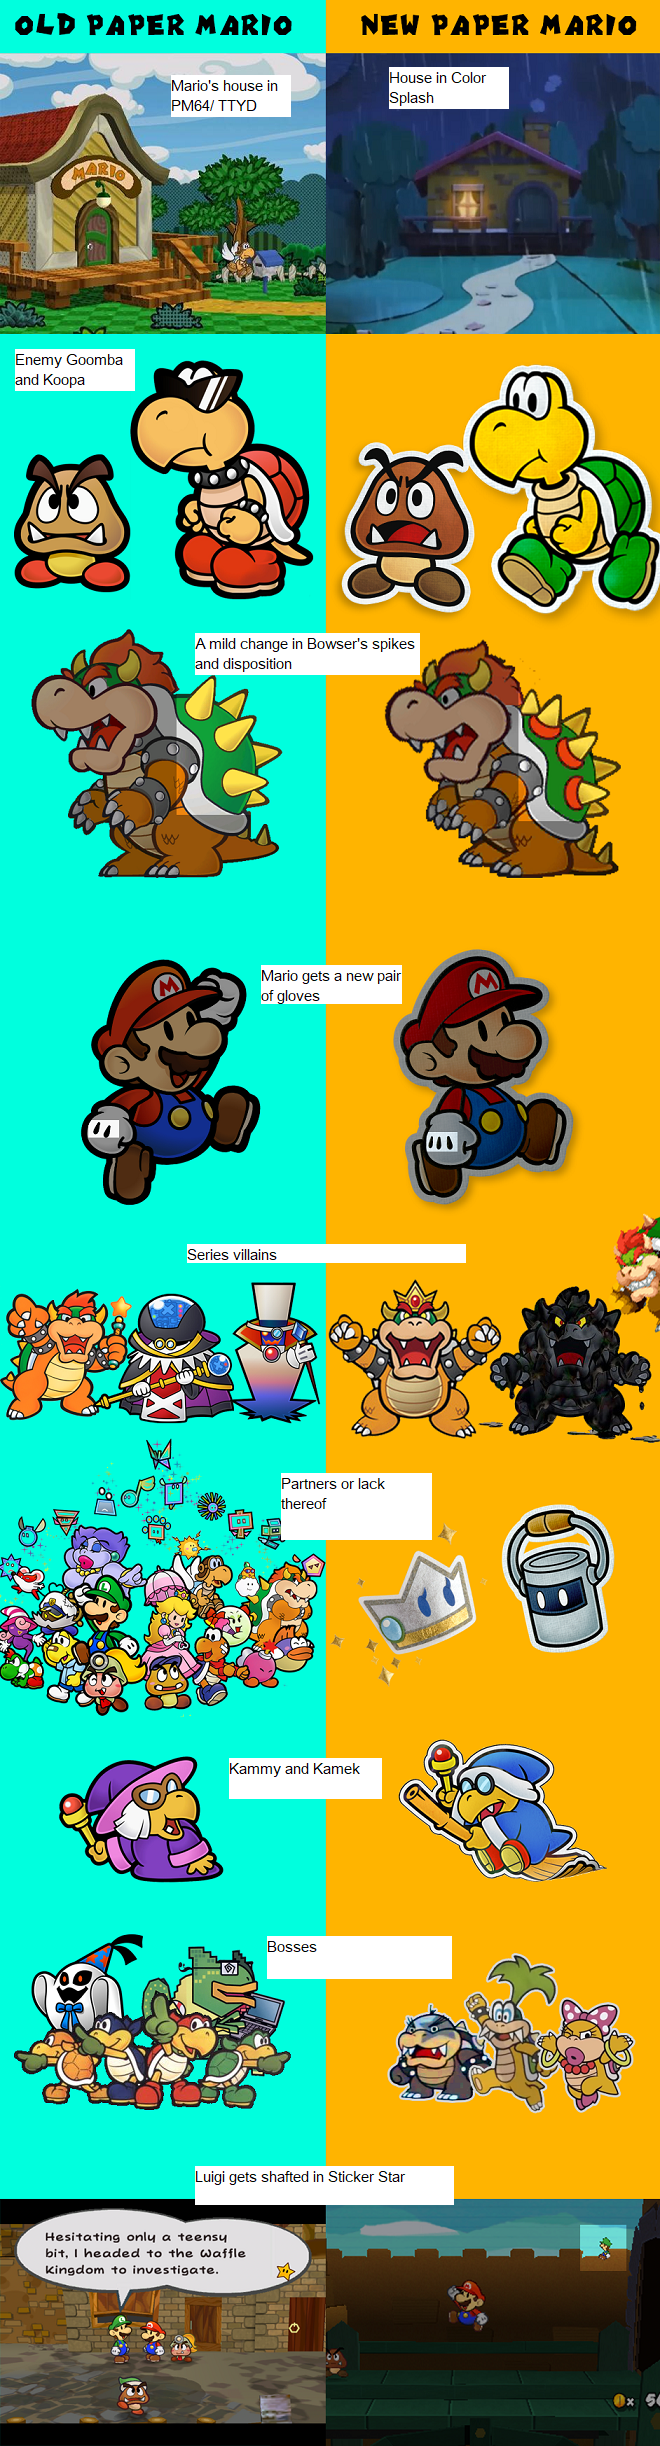 OLD PAPER MARIO
NEW PAPER MARIO
Mario's house in
PM64/ TTYD
House in Color
Splash
MARIO
Enemy Goomba
and Koopa
A mild change in Bowser's spikes
and disposition
Mario gets a new pair
of gloves
M
M
Series villains
Partners or lack
thereof
Kammy and Kamek
Bosses
Luigi gets shafted in Sticker Star
Hesitating only a teensy
bit, I headed to the Waffle
Kingdom to investigate.